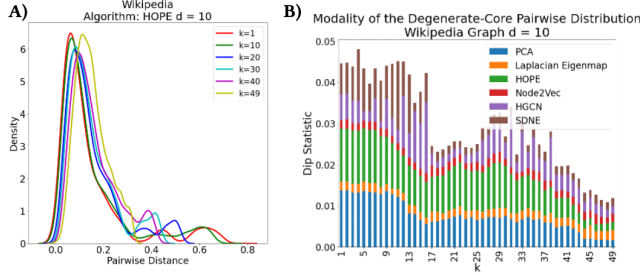 A)
Wikipedia
Algorithm: HOPE d = 10
k=1
k=10
k=20
k=30
k=40
k=49
Density
6
5
4
3
2
1
0
0.0 0.2 0.4 0.6 0.8
Pairwise Distance
B)
Modality of the Degenerate-Core Pairwise Distribution
Wikipedia Graph d = 10
PCA
Laplacian Eigenmap
HOPE
Node2Vec
HGCN
SDNE
Dip Statistic
0.05
0.04
0.03
0.02
0.01
0.00
1 5 9 13 17 21 25 29 33 37 41 45 49
k